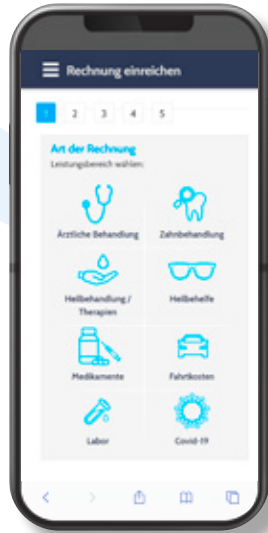 Rechnung einreichen
1 2 3 4 5
Art der Rechnung
Leistungsbereich wählen:
Ärztliche Behandlung
Zahnbehandlung
Heilbehandlung /
Therapien
Heilbehelfe
Medikamente
Fahrtkosten
Labor
Covid-19